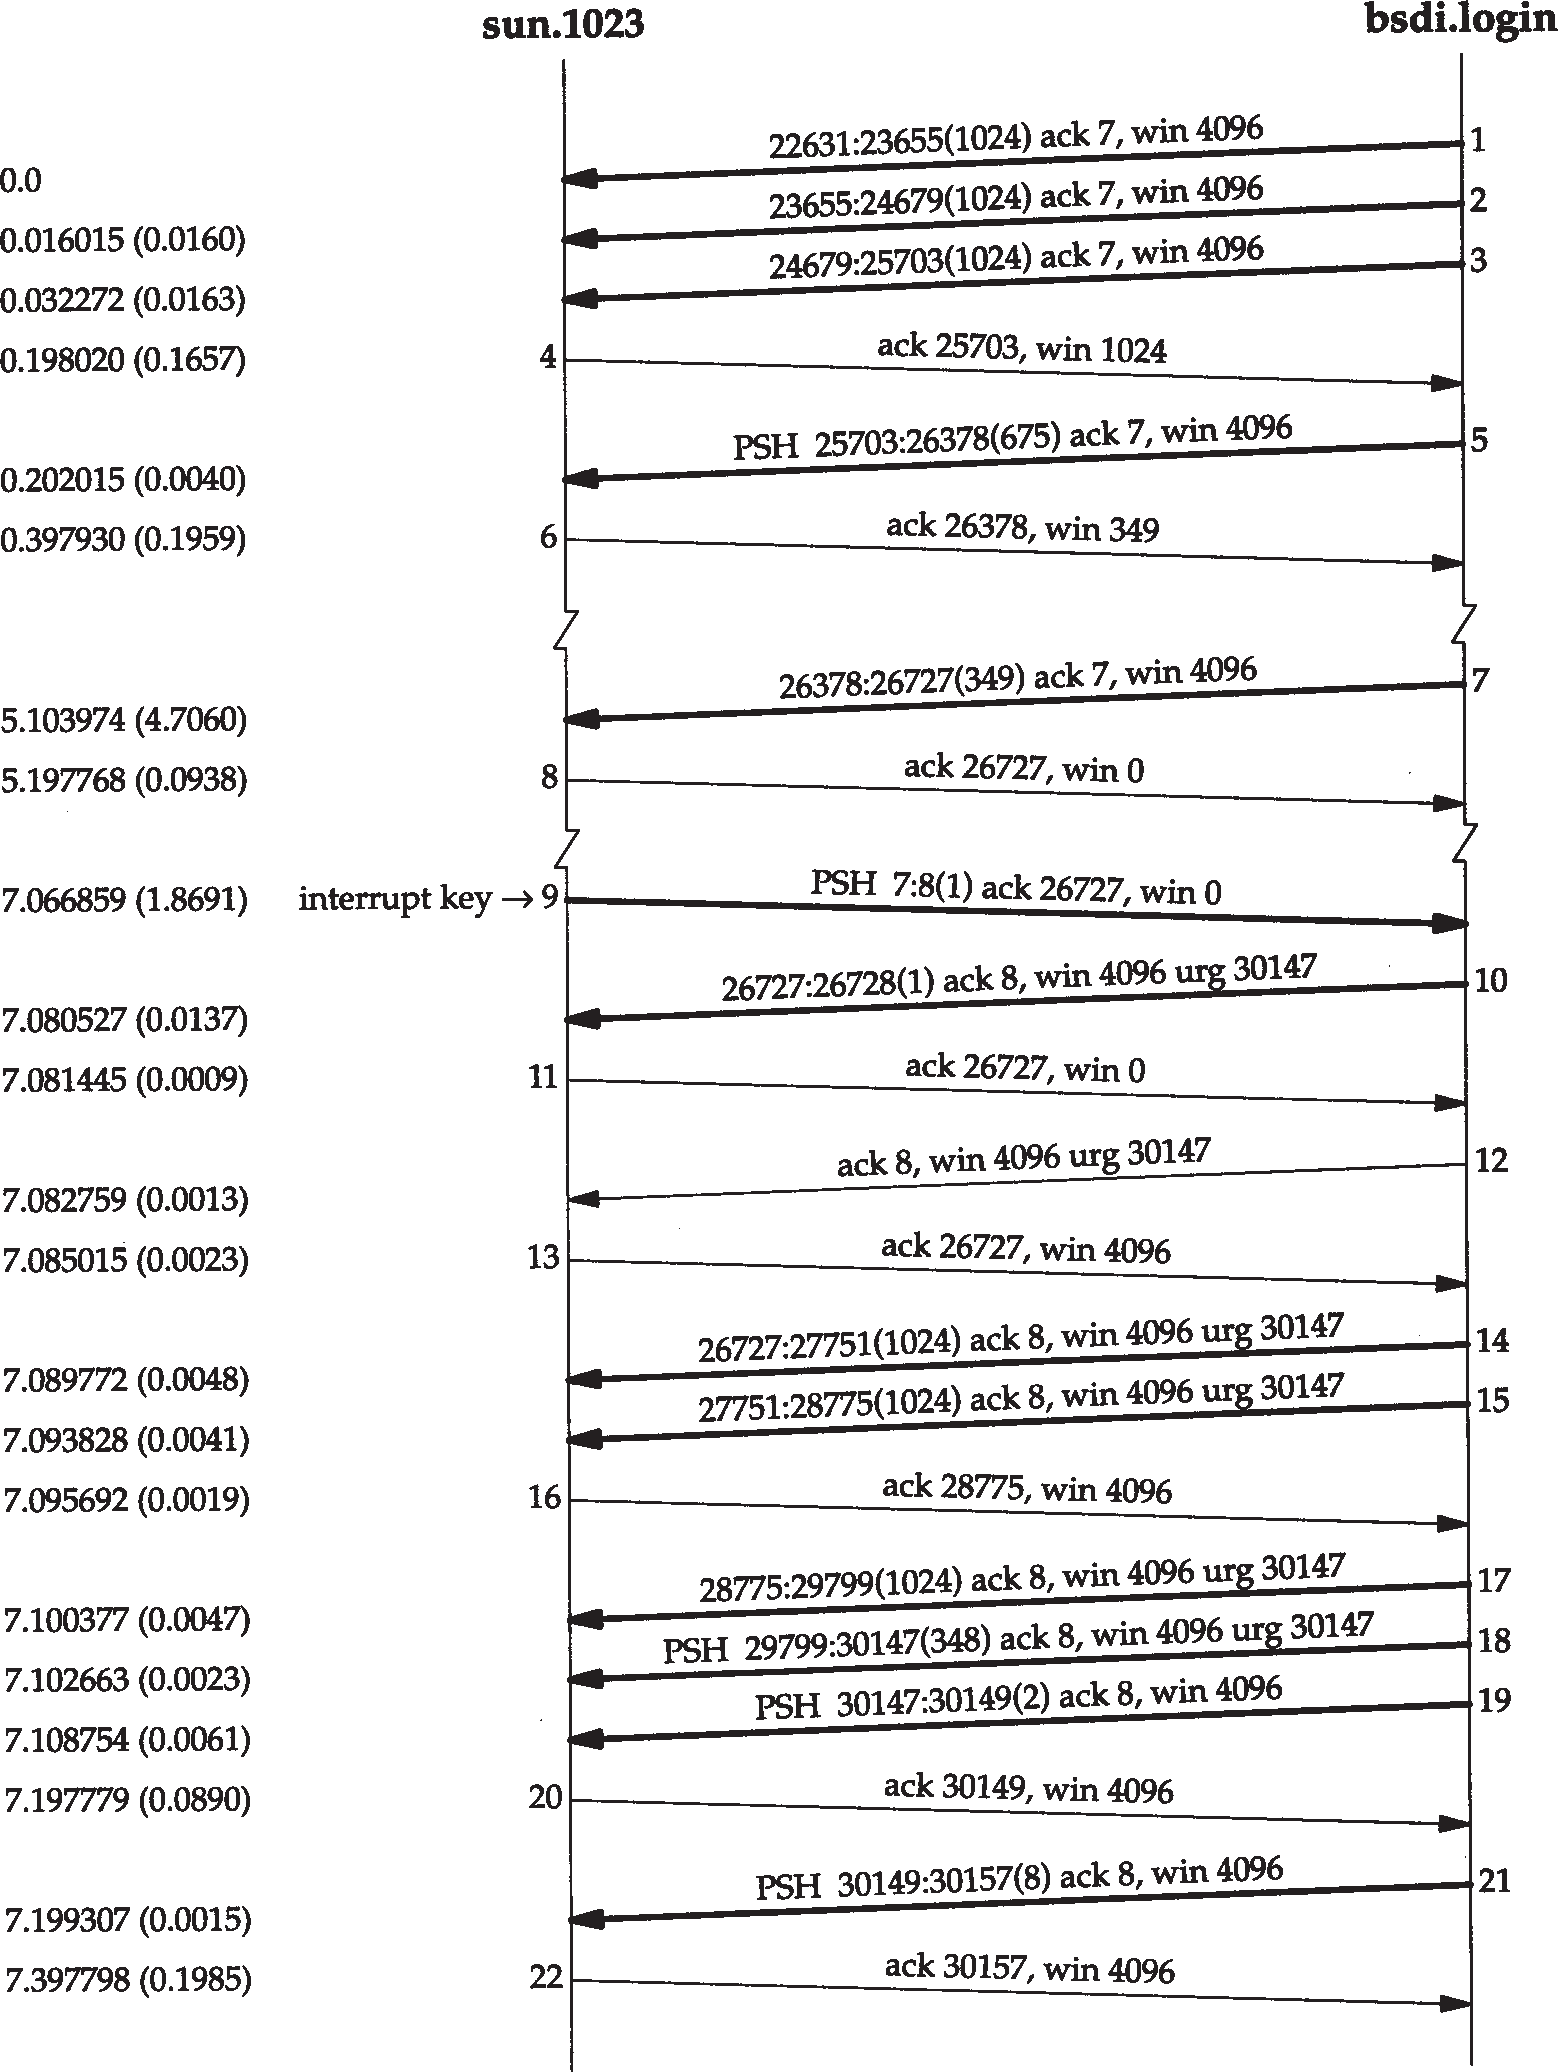 sun.1023 bsdi.login
22631:23655(1024) ack 7, win 4096 1
0.0
23655:24679(1024) ack 7, win 4096 2
0.016015 (0.0160)
24679:25703(1024) ack 7, win 4096 3
0.032272 (0.0163)
0.198020 (0.1657) 4 ack 25703, win 1024
PSH 25703:26378(675) ack 7, win 4096 5
0.202015 (0.0040)
0.397930 (0.1959) 6 ack 26378, win 349
26378:26727(349) ack 7, win 4096 7
5.103974 (4.7060)
5.197768 (0.0938) 8 ack 26727, win 0
7.066859 (1.8691) interrupt key → 9 PSH 7:8(1) ack 26727, win 0
26727:26728(1) ack 8, win 4096 urg 30147 10
7.080527 (0.0137)
7.081445 (0.0009) 11 ack 26727, win 0
ack 8, win 4096 urg 30147 12
7.082759 (0.0013)
7.085015 (0.0023) 13 ack 26727, win 4096
26727:27751(1024) ack 8, win 4096 urg 30147 14
7.089772 (0.0048)
27751:28775(1024) ack 8, win 4096 urg 30147 15
7.093828 (0.0041)
7.095692 (0.0019) 16 ack 28775, win 4096
28775:29799(1024) ack 8, win 4096 urg 30147 17
7.100377 (0.0047)
PSH 29799:30147(348) ack 8, win 4096 urg 30147 18
7.102663 (0.0023)
PSH 30147:30149(2) ack 8, win 4096 19
7.108754 (0.0061)
7.197779 (0.0890) 20 ack 30149, win 4096
PSH 30149:30157(8) ack 8, win 4096 21
7.199307 (0.0015)
7.397798 (0.1985) 22 ack 30157, win 4096